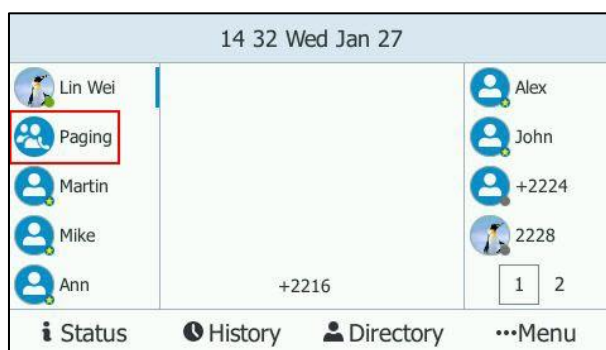 14 32 Wed Jan 27
Lin Wei
Paging
Martin
Mike
Ann
+2216
Alex
John
+2224
2228
1 2
Status History Directory Menu